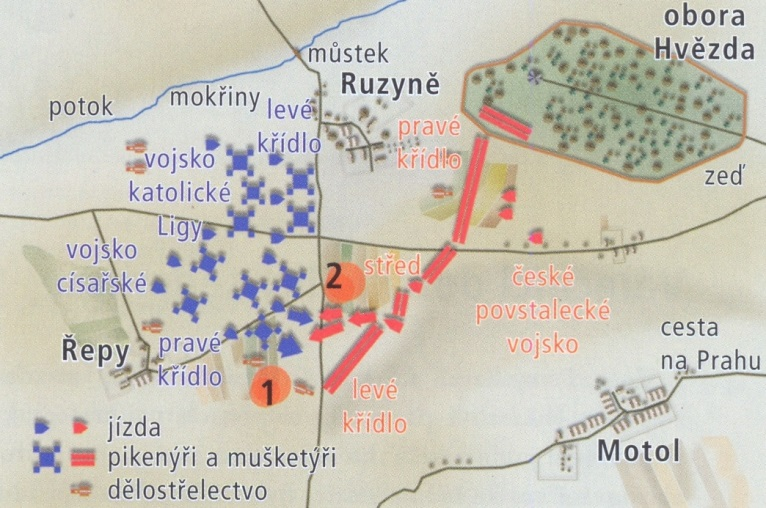 obora
Hvězda
můstek
Ruzyně
mokřiny
potok
levé
křídlo
pravé
křídlo
vojsko
katolické
Ligy
zeď
vojsko
císařské
2
střed
české
povstalecké
vojsko
cesta
na Prahu
Řepy
pravé
křídlo
1
levé
křídlo
Motol
jízda
pikenýři a mušketýři
dělostřelectvo